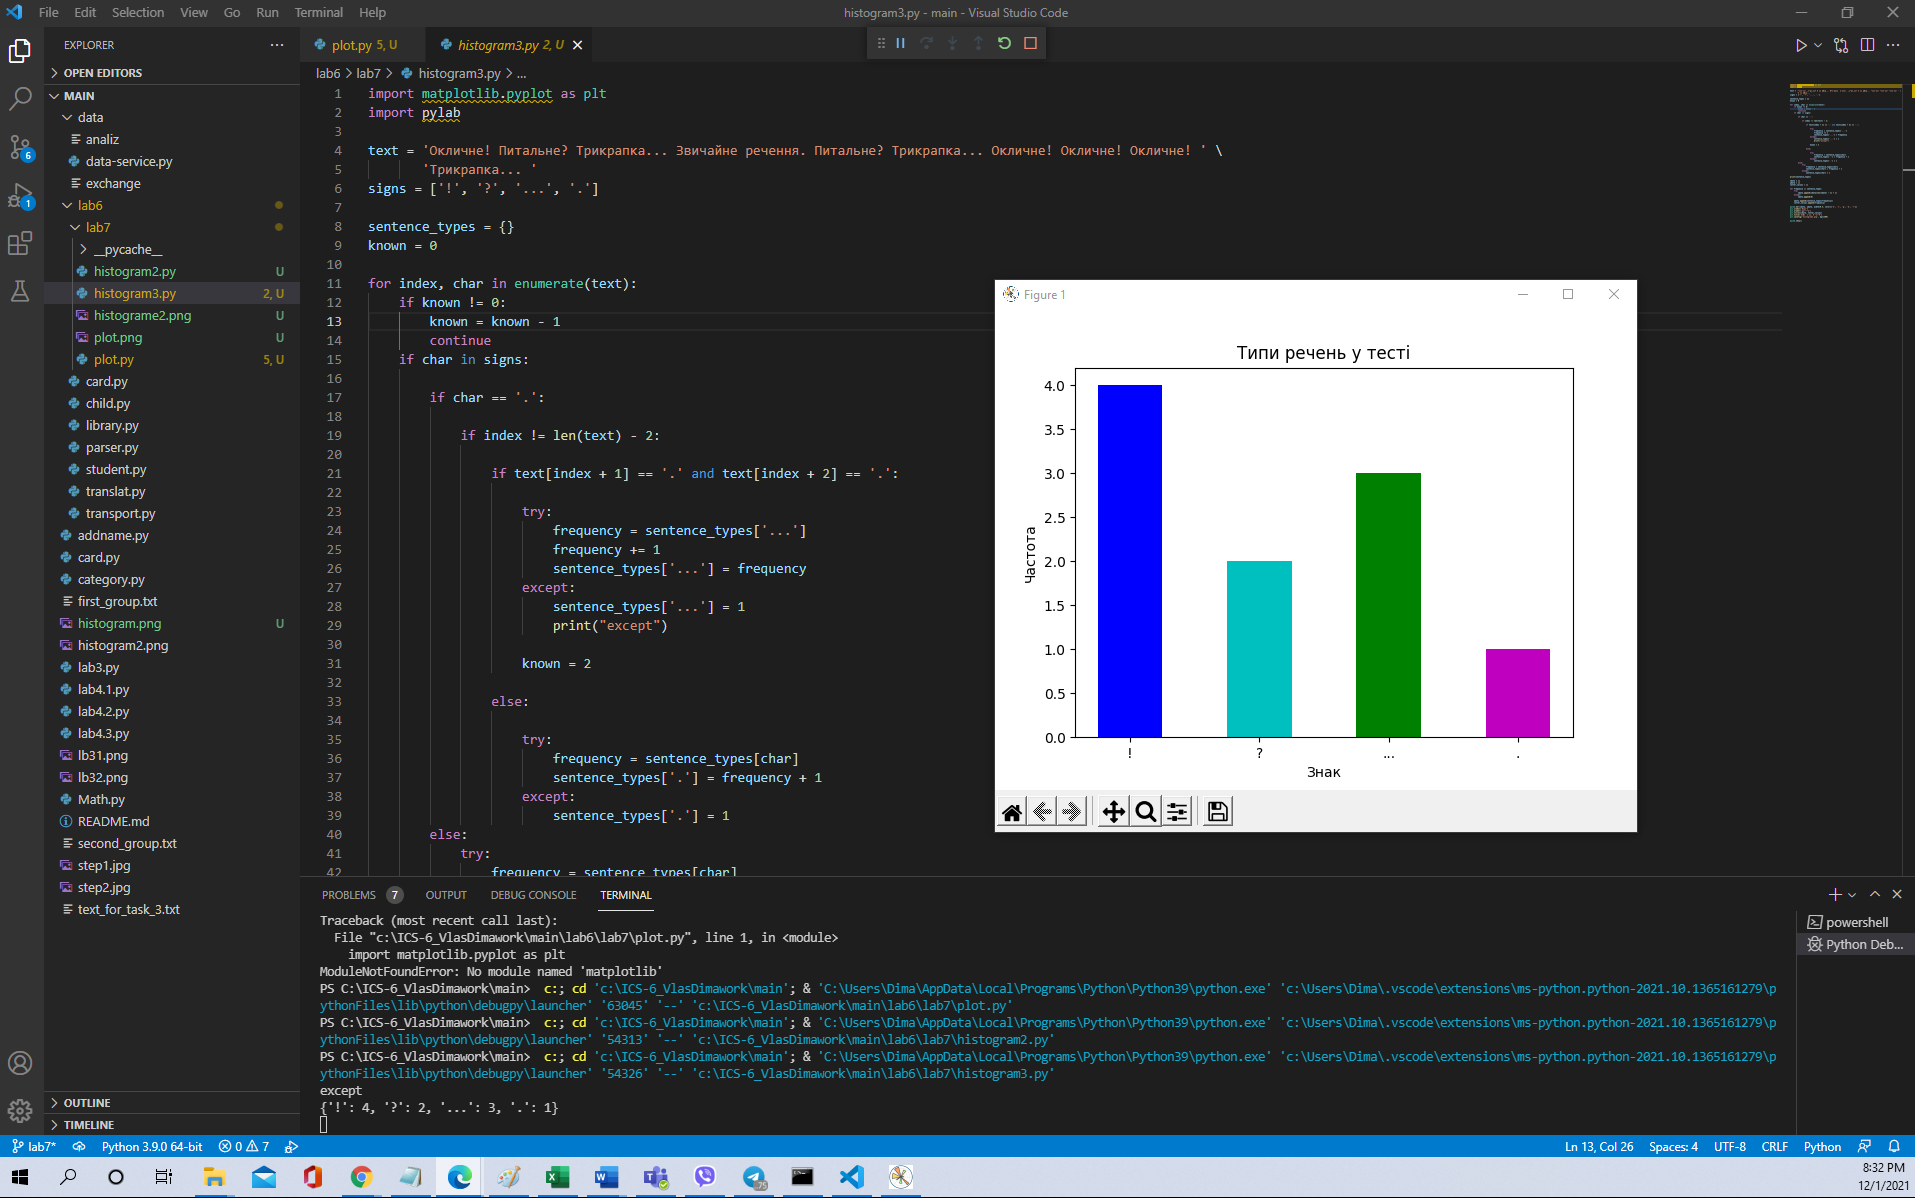 File Edit Selection View Go Run Terminal Help
histogram3.py - main - Visual Studio Code
EXPLORER
OPEN EDITORS
MAIN
data
analiz
data-service.py
exchange
lab6
lab7
__pycache__
histogram2.py U
histogram3.py 2, U
histograme2.png U
plot.png U
plot.py 5, U
card.py
child.py
library.py
parser.py
student.py
translat.py
transport.py
addname.py
card.py
category.py
first_group.txt
histogram.png U
histogram2.png
lab3.py
lab4.1.py
lab4.2.py
lab4.3.py
lb31.png
lb32.png
Math.py
README.md
second_group.txt
step1.jpg
step2.jpg
text_for_task_3.txt
OUTLINE
TIMELINE
6
1
plot.py 5, U
histogram3.py 2, U
lab6 > lab7 > histogram3.py > ...
1 import matplotlib.pyplot as plt
2 import pylab
3
4 text = 'Окличне! Питальне? Трикрапка... Звичайне речення. Питальне? Трикрапка... Окличне! Окличне! Окличне! ' \
5 'Трикрапка... '
6 signs = ['!', '?', '...', '.']
7
8 sentence_types = {}
9 known = 0
10
11 for index, char in enumerate(text):
12 if known != 0:
13 known = known - 1
14 continue
15 if char in signs:
16
17 if char == '.':
18
19 if index != len(text) - 2:
20
21 if text[index + 1] == '.' and text[index + 2] == '.':
22
23 try:
24 frequency = sentence_types['...']
25 frequency += 1
26 sentence_types['...'] = frequency
27 except:
28 sentence_types['...'] = 1
29 print("except")
30
31 known = 2
32
33 else:
34
35 try:
36 frequency = sentence_types[char]
37 sentence_types['.'] = frequency + 1
38 except:
39 sentence_types['.'] = 1
40 else:
41 try:
42 frequency = sentence_types[char]
Figure 1
Типи речень у тесті
4.0
3.5
3.0
2.5
2.0
1.5
1.0
0.5
0.0
Частота
! ? ... .
Знак
PROBLEMS 7 OUTPUT DEBUG CONSOLE TERMINAL
Traceback (most recent call last):
File "c:\ICS-6_VlasDimawork\main\lab6\lab7\plot.py", line 1, in <module>
import matplotlib.pyplot as plt
ModuleNotFoundError: No module named 'matplotlib'
PS C:\ICS-6_VlasDimawork\main> c:; cd 'c:\ICS-6_VlasDimawork\main'; & 'C:\Users\Dima\AppData\Local\Programs\Python\Python39\python.exe' 'c:\Users\Dima\.vscode\extensions\ms-python.python-2021.10.1365161279\p
ythonFiles\lib\python\debugpy\launcher' '63045' '--' 'c:\ICS-6_VlasDimawork\main\lab6\lab7\plot.py'
PS C:\ICS-6_VlasDimawork\main> c:; cd 'c:\ICS-6_VlasDimawork\main'; & 'C:\Users\Dima\AppData\Local\Programs\Python\Python39\python.exe' 'c:\Users\Dima\.vscode\extensions\ms-python.python-2021.10.1365161279\p
ythonFiles\lib\python\debugpy\launcher' '54313' '--' 'c:\ICS-6_VlasDimawork\main\lab6\lab7\histogram2.py'
PS C:\ICS-6_VlasDimawork\main> c:; cd 'c:\ICS-6_VlasDimawork\main'; & 'C:\Users\Dima\AppData\Local\Programs\Python\Python39\python.exe' 'c:\Users\Dima\.vscode\extensions\ms-python.python-2021.10.1365161279\p
ythonFiles\lib\python\debugpy\launcher' '54326' '--' 'c:\ICS-6_VlasDimawork\main\lab6\lab7\histogram3.py'
except
{'!': 4, '?': 2, '...': 3, '.': 1}
powershell
Python Deb...
lab7* Python 3.9.0 64-bit 0 7
Ln 13, Col 26 Spaces: 4 UTF-8 CRLF Python
75
8:32 PM
12/1/2021